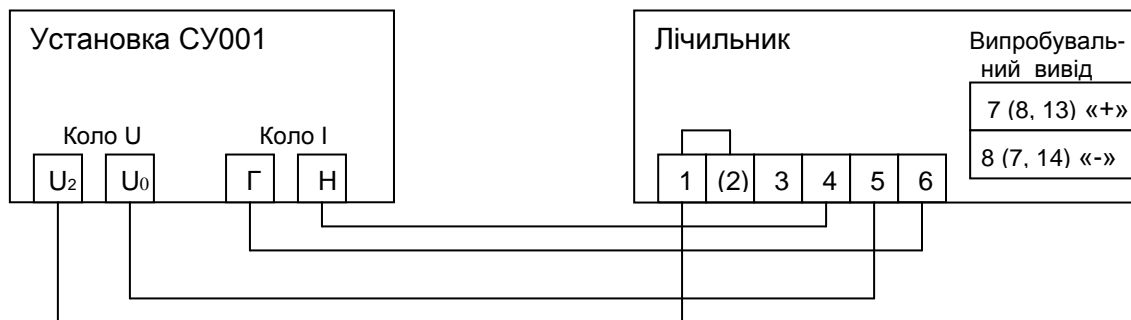 Установка СУ001
Лічильник
Випробуваль-
ний вивід
7 (8, 13) «+»
8 (7, 14) «-»
Коло U
Коло I
U₂
U₀
Г
Н
1
(2)
3
4
5
6